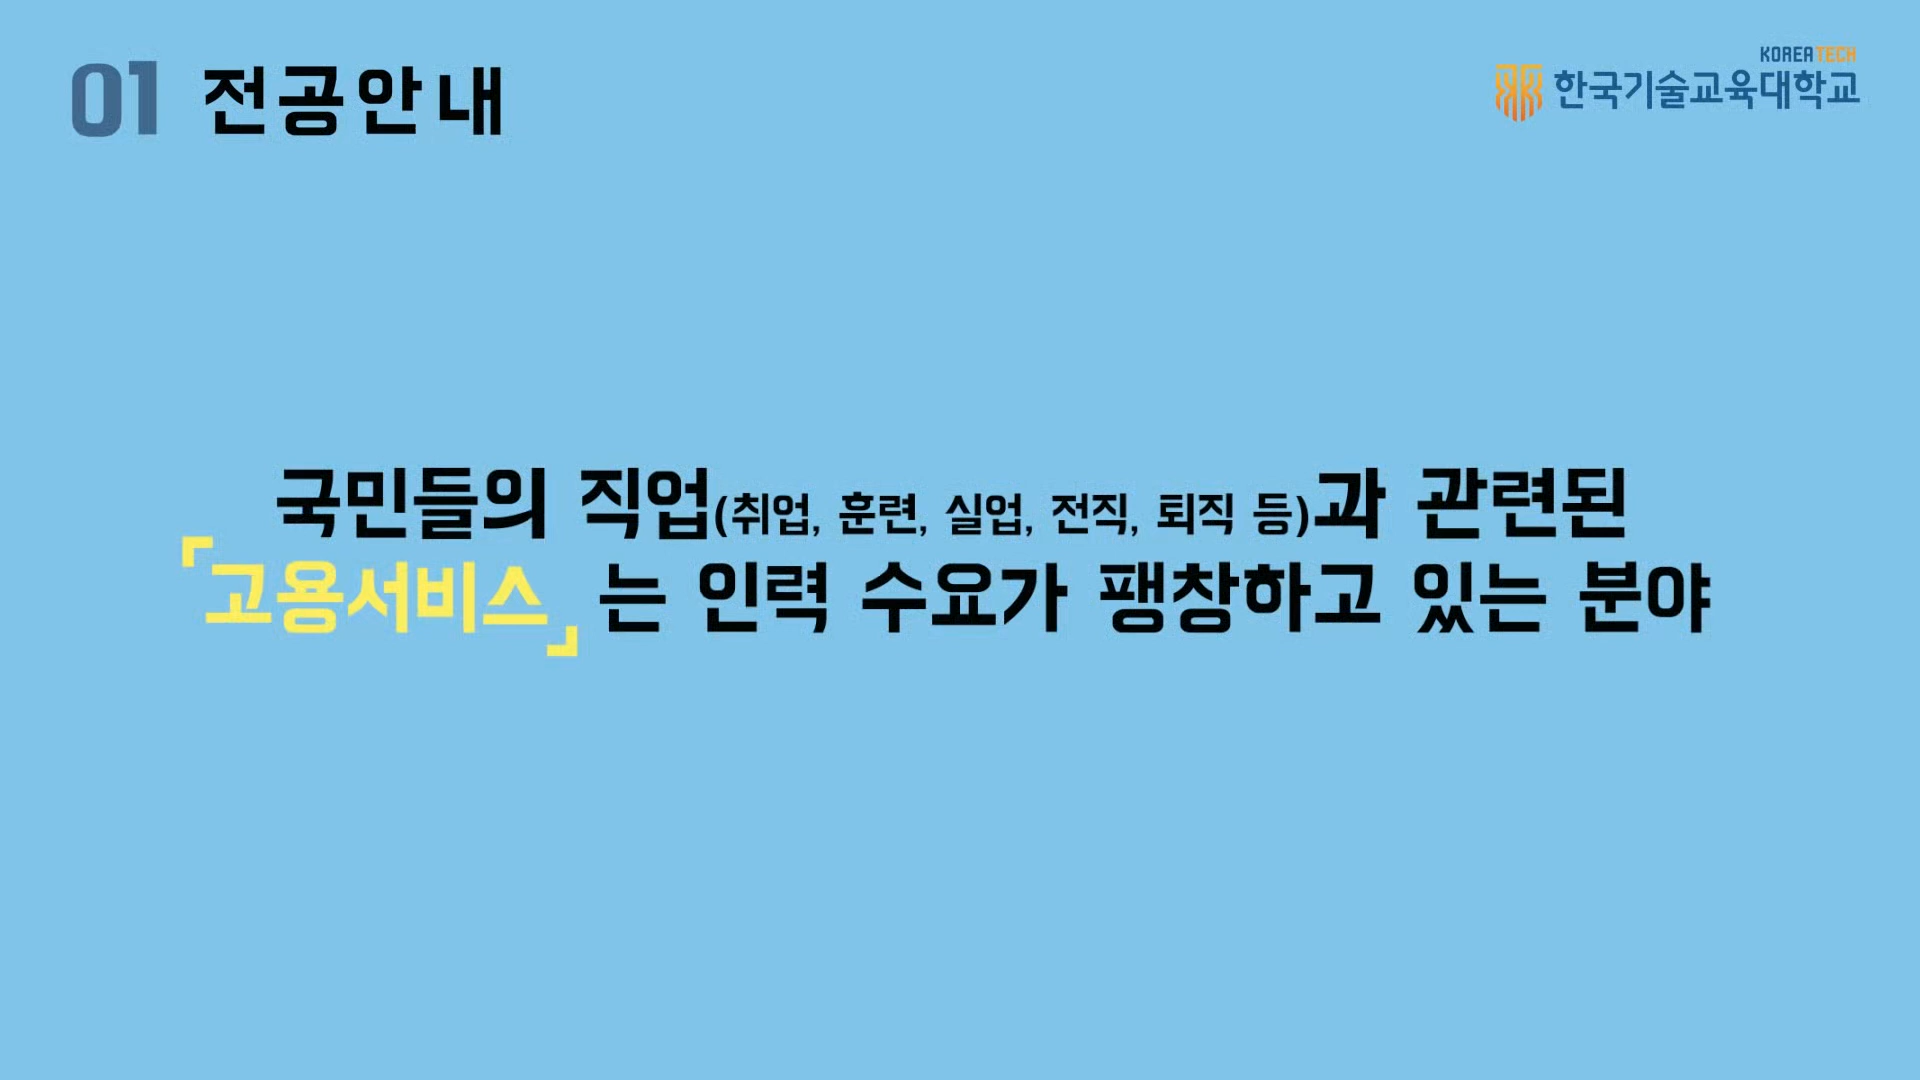 01 전공안내
KOREATECH
한국기술교육대학교
국민들의 직업(취업, 훈련, 실업, 전직, 퇴직 등)과 관련된
「고용서비스」는 인력 수요가 팽창하고 있는 분야